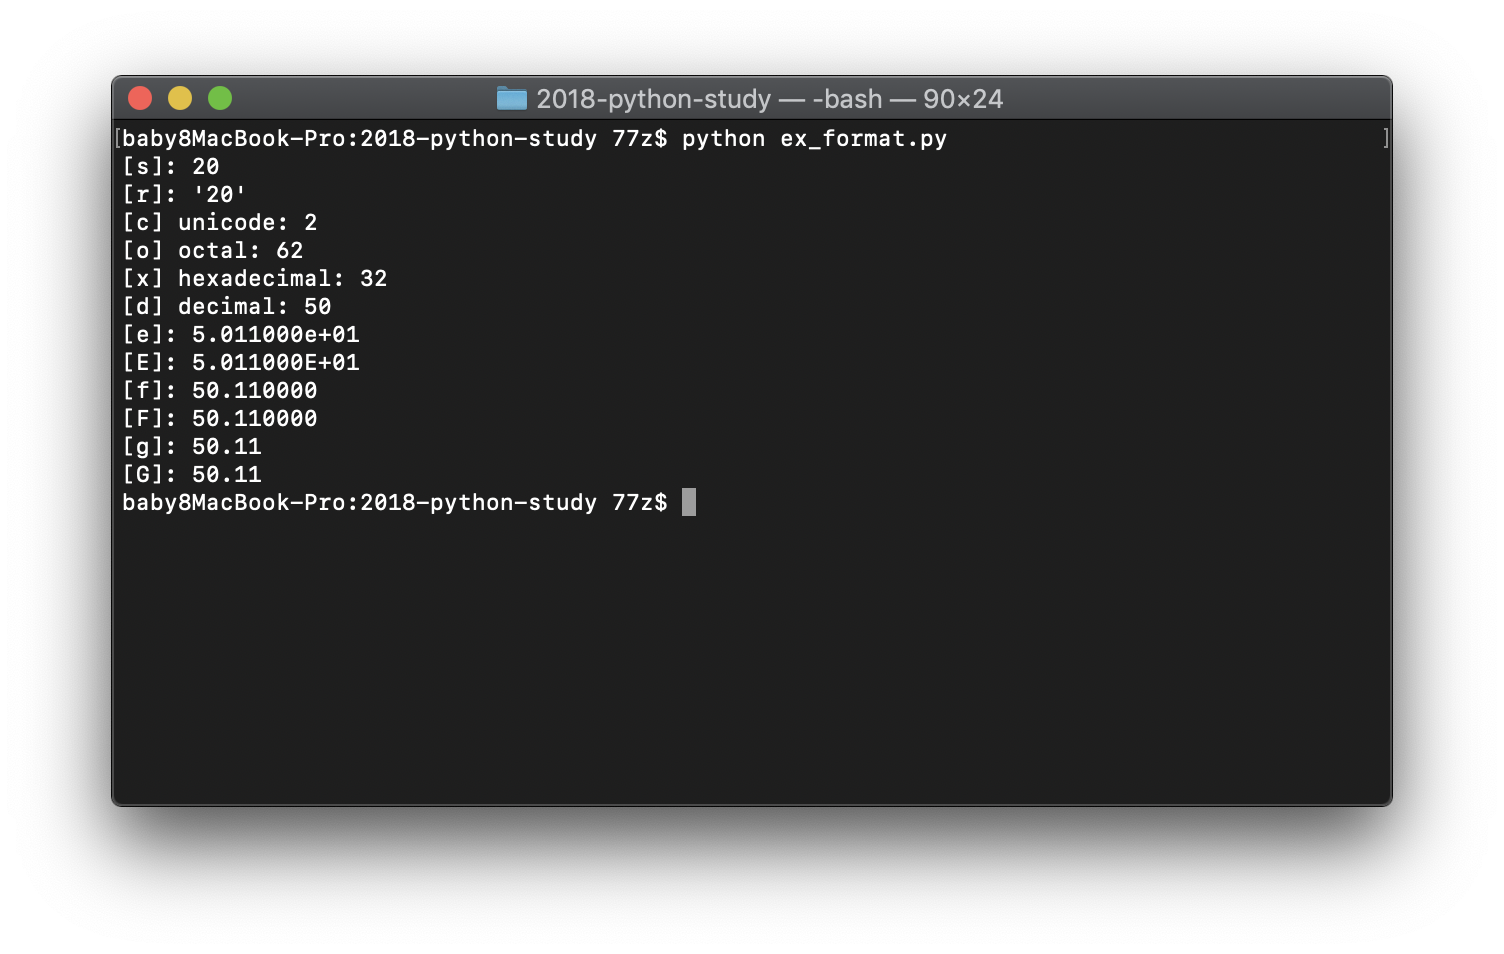 2018-python-study — -bash — 90×24
[baby8MacBook-Pro:2018-python-study 77z$ python ex_format.py ]
[s]: 20
[r]: '20'
[c] unicode: 2
[o] octal: 62
[x] hexadecimal: 32
[d] decimal: 50
[e]: 5.011000e+01
[E]: 5.011000E+01
[f]: 50.110000
[F]: 50.110000
[g]: 50.11
[G]: 50.11
baby8MacBook-Pro:2018-python-study 77z$